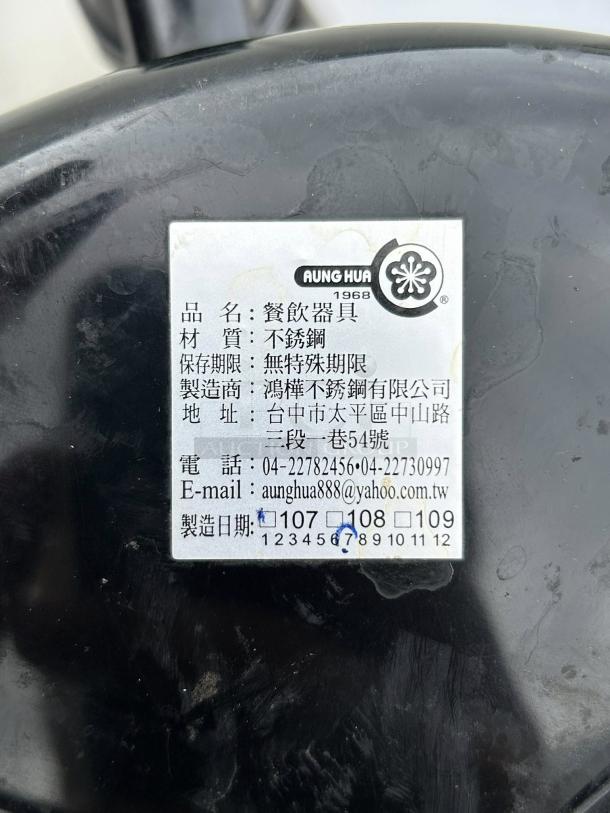 AUNG HUA
1968
®
品 名：餐飲器具
材 質：不銹鋼
保存期限：無特殊期限
製造商：鴻樺不銹鋼有限公司
地 址：台中市太平區中山路
三段一巷54號
AUCTION GROUP
電 話：04-22782456•04-22730997
E-mail：aunghua888@yahoo.com.tw
製造日期:□107 □108 □109
1 2 3 4 5 6 7 8 9 10 11 12